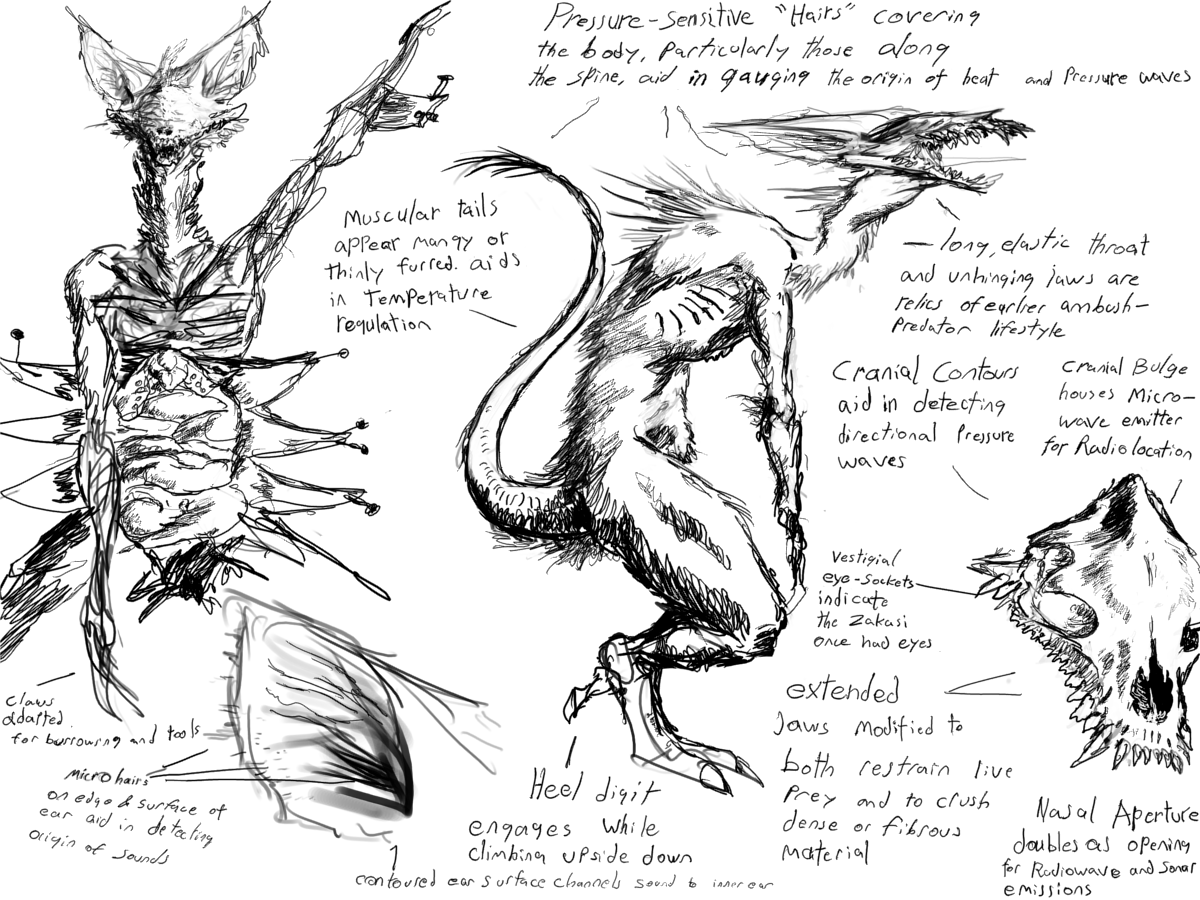 Pressure-sensitive "Hairs" covering
the body, particularly those along
the spine, aid in gauging the origin of heat and Pressure waves
Muscular tails
appear mangy or
thinly furred. aids
in Temperature
regulation
long, elastic throat
and unhinging jaws are
relics of earlier ambush-
Predator lifestyle
Cranial Contours
aid in detecting
directional Pressure
waves
Cranial Bulge
houses Micro-
wave emitter
for Radiolocation
Vestigial
eye-sockets
indicate
the Zakasi
once had eyes
extended
Jaws modified to
both restrain live
Prey and to crush
dense or fibrous
material
Claws
adapted
for burrowing and tools
Microhairs
on edge & surface of
ear aid in detecting
origin of sounds
contoured ear surface channels sound to inner ear
Heel digit
engages while
climbing upside down
Nasal Aperture
doubles as opening
for Radiowave and Sonar
emissions